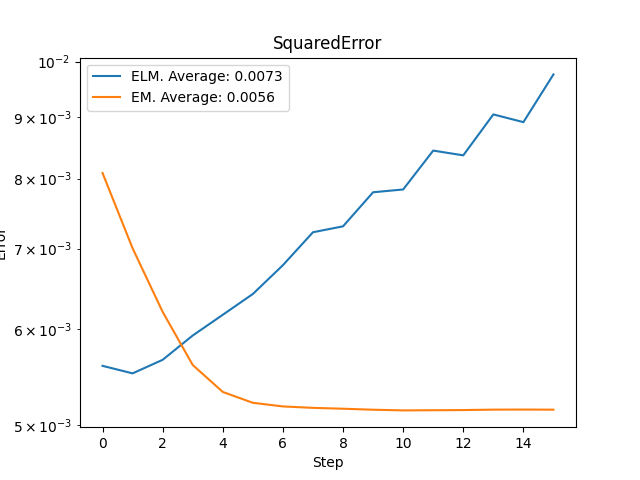 SquaredError
ELM. Average: 0.0073
EM. Average: 0.0056
10⁻²
9 × 10⁻³
8 × 10⁻³
7 × 10⁻³
6 × 10⁻³
5 × 10⁻³
Error
0 2 4 6 8 10 12 14
Step